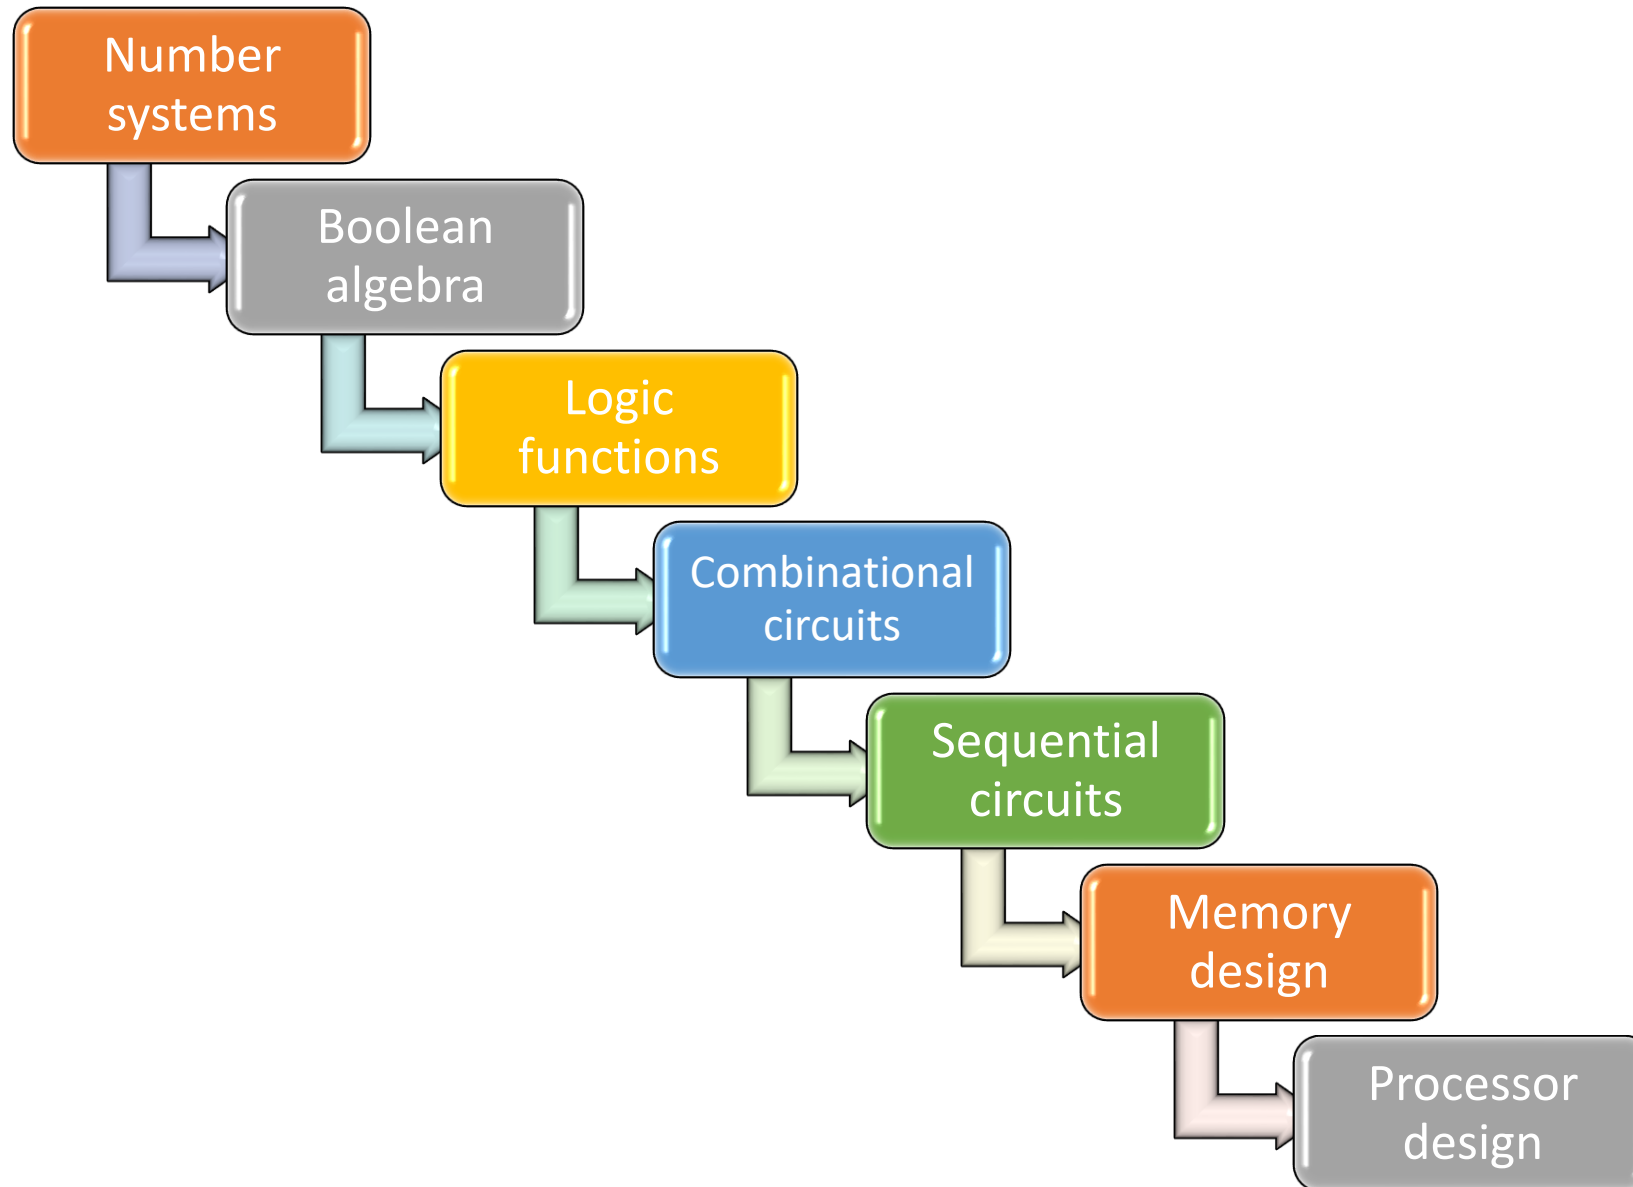 Number
systems
Boolean
algebra
Logic
functions
Combinational
circuits
Sequential
circuits
Memory
design
Processor
design